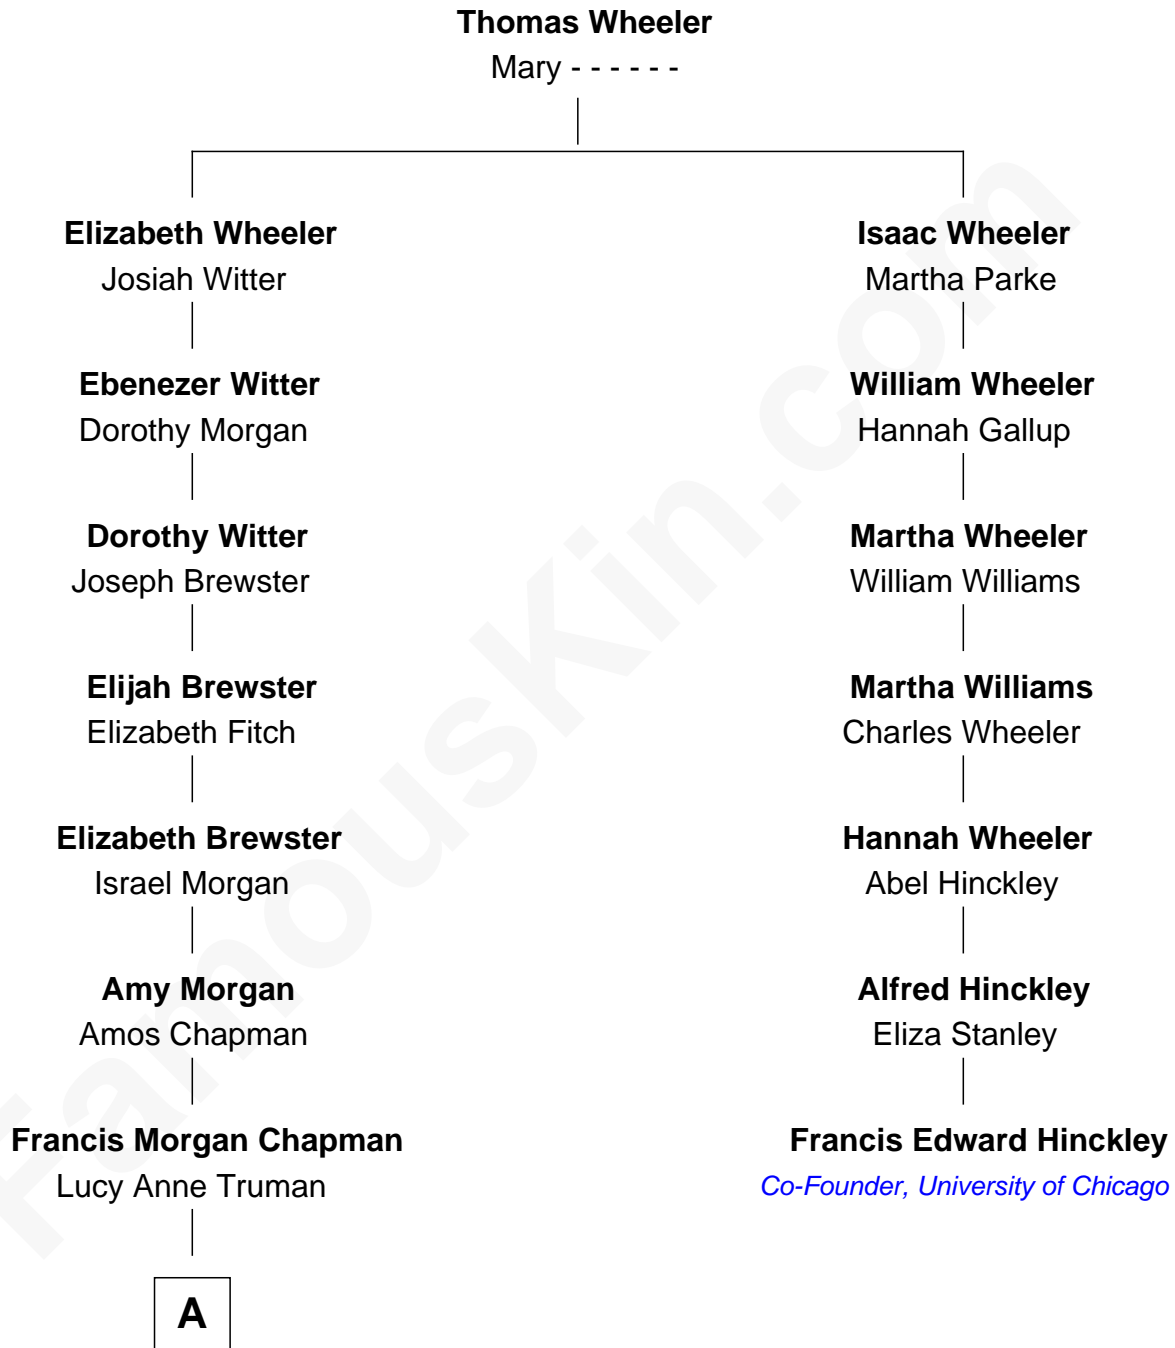 Thomas Wheeler
Mary - - - - - -
Elizabeth Wheeler
Josiah Witter
Isaac Wheeler
Martha Parke
Ebenezer Witter
Dorothy Morgan
William Wheeler
Hannah Gallup
Dorothy Witter
Joseph Brewster
Martha Wheeler
William Williams
Elijah Brewster
Elizabeth Fitch
Martha Williams
Charles Wheeler
Elizabeth Brewster
Israel Morgan
Hannah Wheeler
Abel Hinckley
Amy Morgan
Amos Chapman
Alfred Hinckley
Eliza Stanley
Francis Morgan Chapman
Lucy Anne Truman
Francis Edward Hinckley
Co-Founder, University of Chicago
A
FamousKin.com